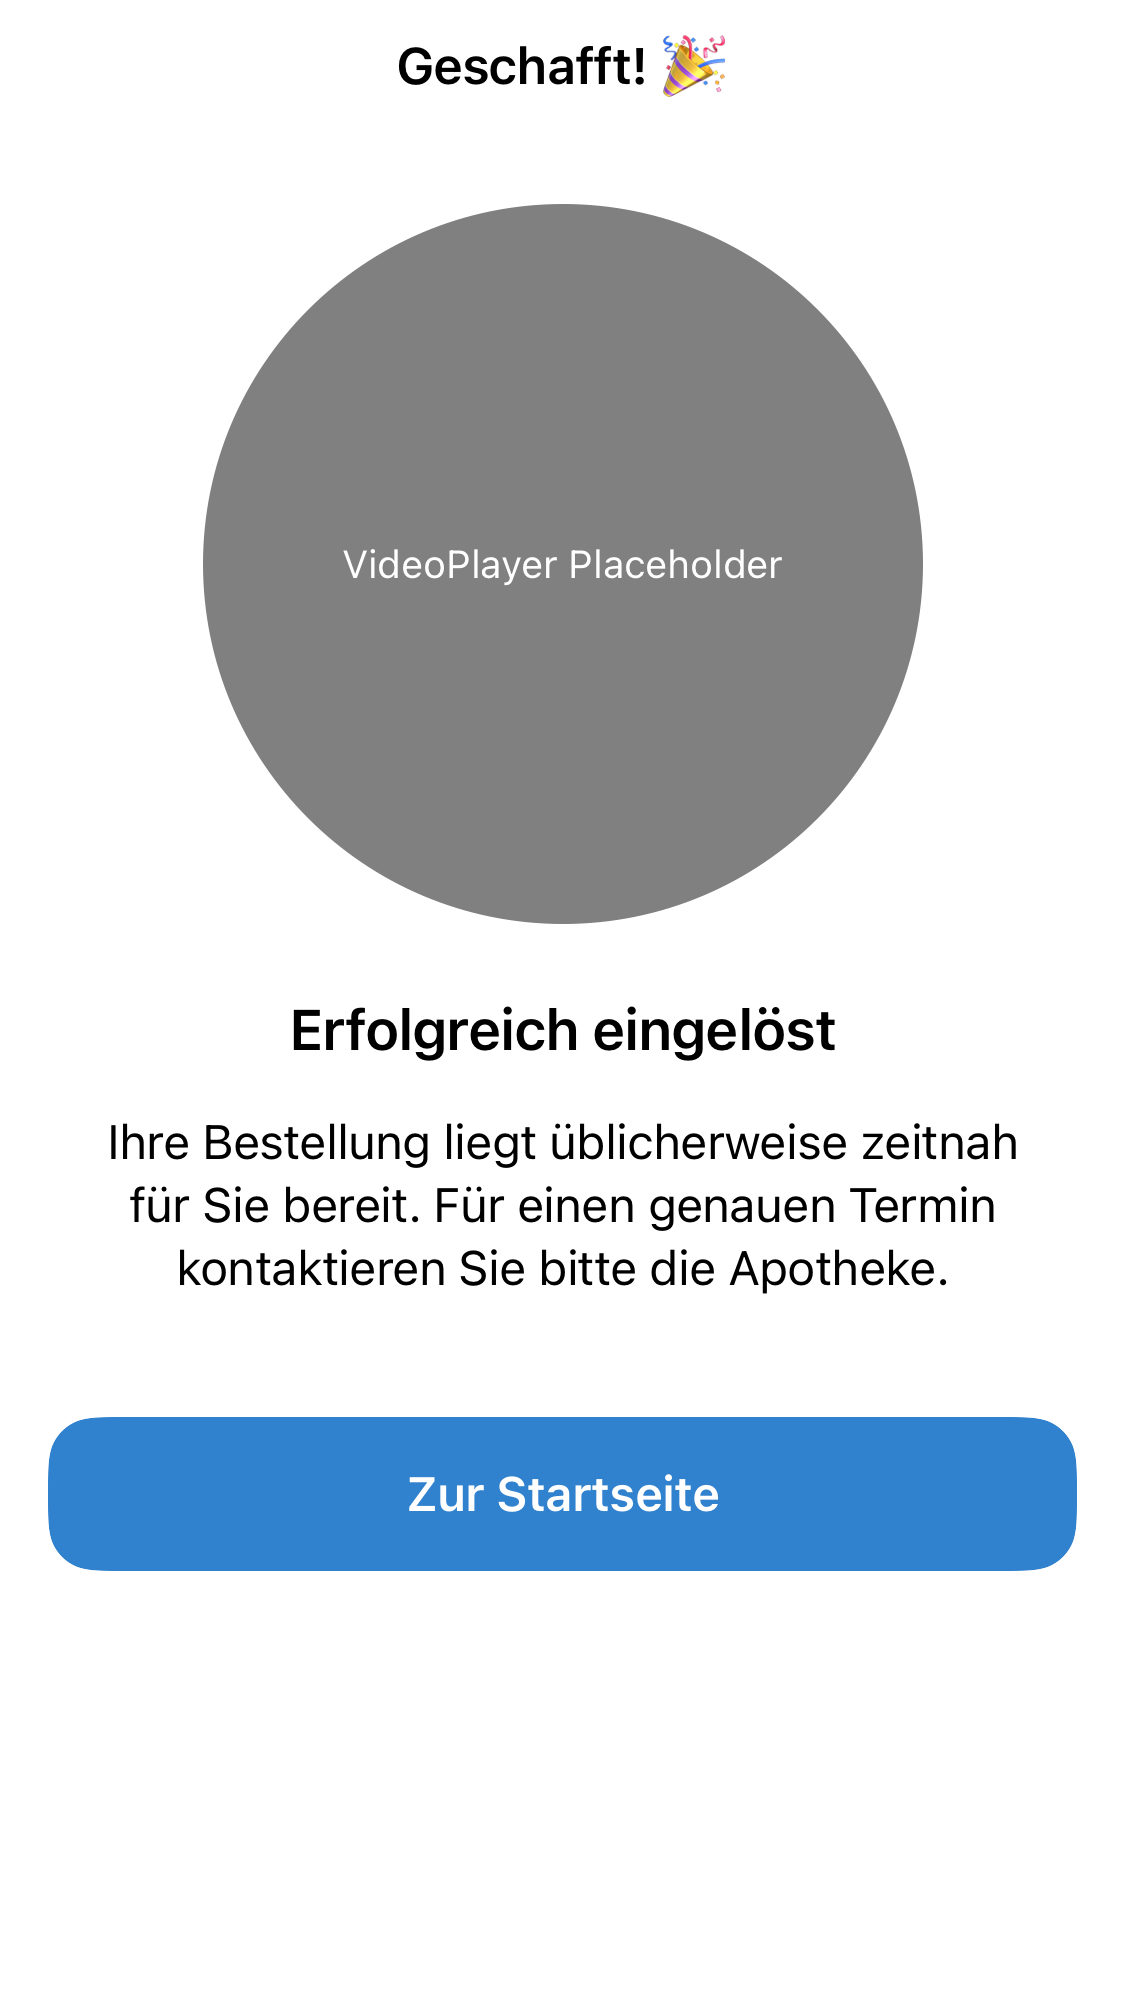 Geschafft! 🎉
VideoPlayer Placeholder
Erfolgreich eingelöst
Ihre Bestellung liegt üblicherweise zeitnah
für Sie bereit. Für einen genauen Termin
kontaktieren Sie bitte die Apotheke.
Zur Startseite